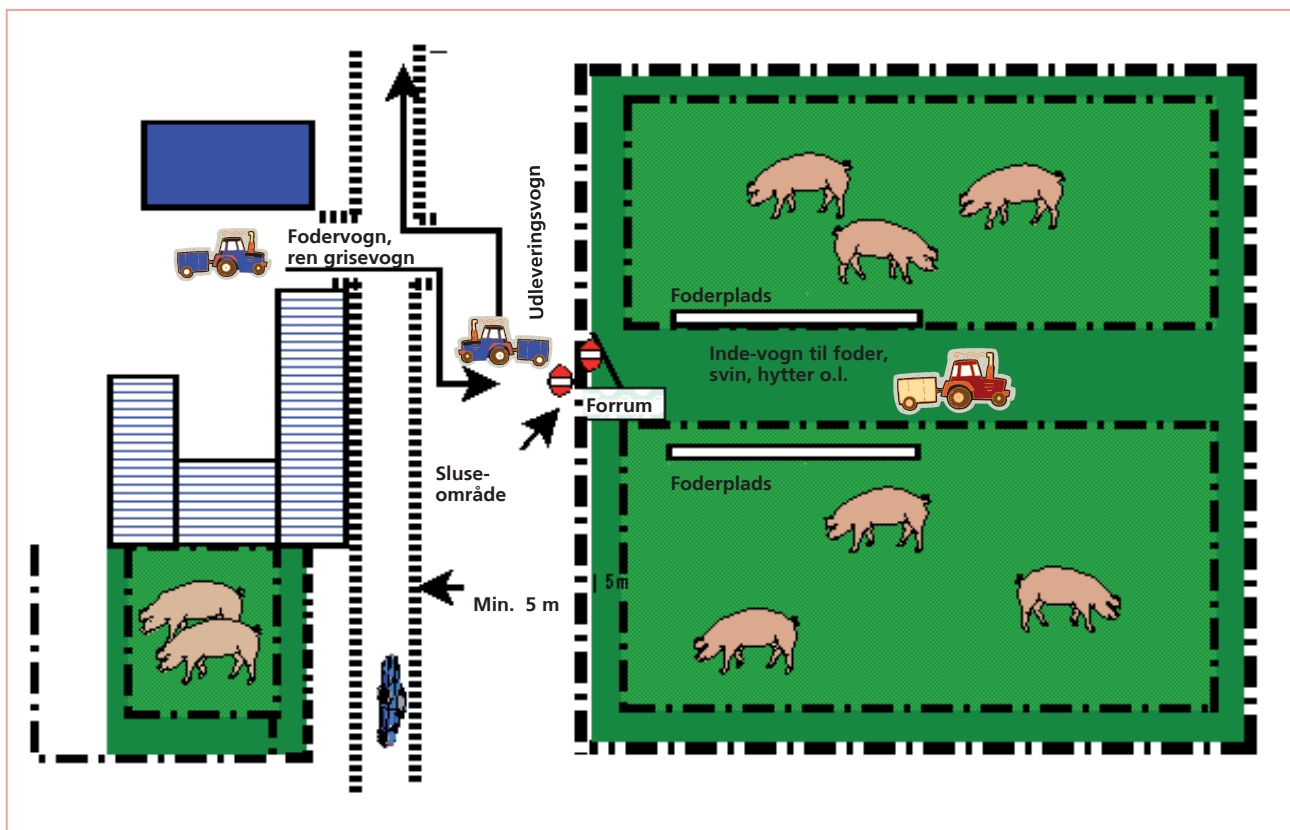 Fodervogn,
ren grisevogn
Udleveringsvogn
Foderplads
Inde-vogn til foder,
svin, hytter o.l.
Forrum
Foderplads
Sluse-
område
Min. 5 m
5 m